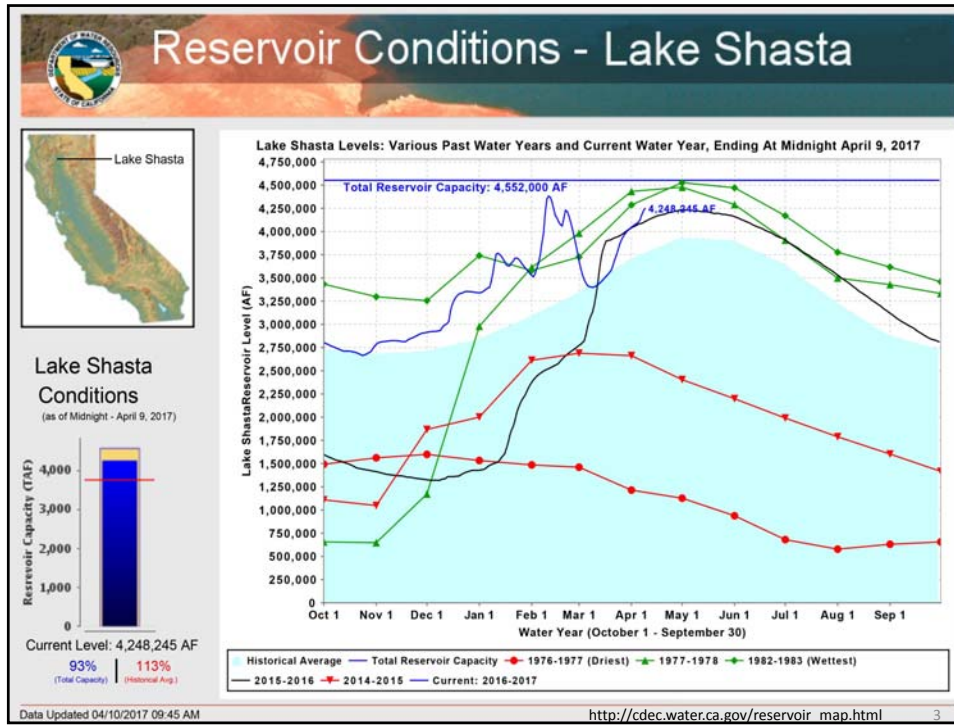 Reservoir Conditions - Lake Shasta
DEPARTMENT OF WATER RESOURCES
STATE OF CALIFORNIA
Lake Shasta
Lake Shasta
Conditions
(as of Midnight - April 9, 2017)
Resrevoir Capacity (TAF)
4,000
3,000
2,000
1,000
0
Current Level: 4,248,245 AF
93%
(Total Capacity)
113%
(Historical Avg.)
Lake Shasta Levels: Various Past Water Years and Current Water Year, Ending At Midnight April 9, 2017
Lake ShastaReservoir Level (AF)
4,750,000
4,500,000
4,250,000
4,000,000
3,750,000
3,500,000
3,250,000
3,000,000
2,750,000
2,500,000
2,250,000
2,000,000
1,750,000
1,500,000
1,250,000
1,000,000
750,000
500,000
250,000
0
Total Reservoir Capacity: 4,552,000 AF
4,248,245 AF
Oct 1 Nov 1 Dec 1 Jan 1 Feb 1 Mar 1 Apr 1 May 1 Jun 1 Jul 1 Aug 1 Sep 1
Water Year (October 1 - September 30)
Historical Average Total Reservoir Capacity 1976-1977 (Driest) 1977-1978 1982-1983 (Wettest)
2015-2016 2014-2015 Current: 2016-2017
Data Updated 04/10/2017 09:45 AM
http://cdec.water.ca.gov/reservoir_map.html
3